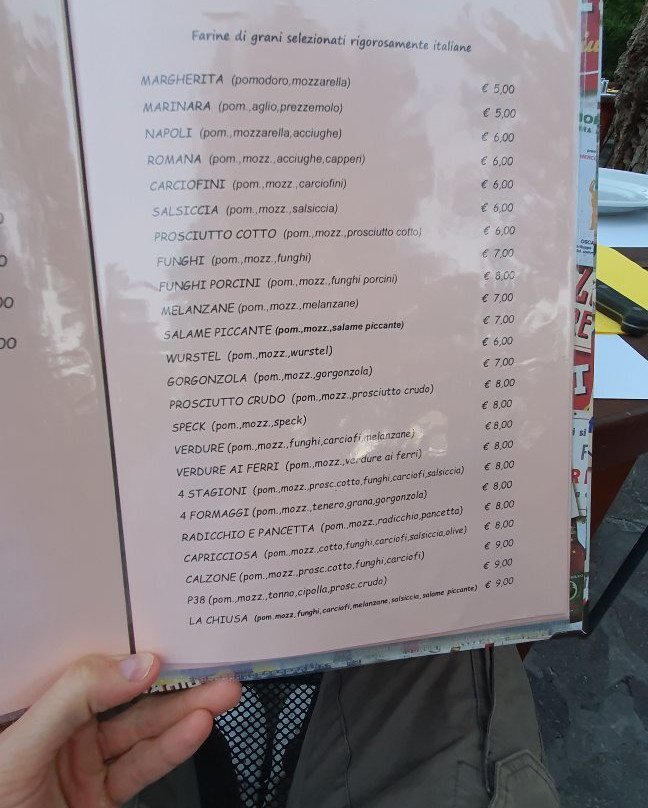 Farine di grani selezionati rigorosamente italiane
MARGHERITA (pomodoro,mozzarella) € 5,00
MARINARA (pom.,aglio,prezzemolo) € 5,00
NAPOLI (pom.,mozzarella,acciughe) € 6,00
ROMANA (pom.,mozz.,acciughe,capperi) € 6,00
CARCIOFINI (pom.,mozz.,carciofini) € 6,00
SALSICCIA (pom.,mozz.,salsiccia) € 6,00
PROSCIUTTO COTTO (pom.,mozz.,prosciutto cotto) € 6,00
FUNGHI (pom.,mozz.,funghi) € 7,00
FUNGHI PORCINI (pom.,mozz.,funghi porcini) € 8,00
MELANZANE (pom.,mozz.,melanzane) € 7,00
SALAME PICCANTE (pom.,mozz.,salame piccante) € 7,00
WURSTEL (pom.,mozz.,wurstel) € 6,00
GORGONZOLA (pom.,mozz.,gorgonzola) € 7,00
PROSCIUTTO CRUDO (pom.,mozz.,prosciutto crudo) € 8,00
SPECK (pom.,mozz.,speck) € 8,00
VERDURE (pom.,mozz.,funghi,carciofi,melanzane) €8,00
VERDURE AI FERRI (pom.,mozz.,verdure ai ferri) € 8,00
4 STAGIONI (pom.,mozz.,prosc.cotto,funghi,carciofi,salsiccia) € 8,00
4 FORMAGGI (pom.,mozz.,tenero,grana,gorgonzola) € 8,00
RADICCHIO E PANCETTA (pom.,mozz.,radicchio,pancetta) € 8,00
CAPRICCIOSA (pom.,mozz.,cotto,funghi,carciofi,salsiccia,olive) € 8,00
CALZONE (pom.,mozz.,prosc.cotto,funghi,carciofi) € 9,00
P38 (pom.,mozz.,tonno,cipolla,prosc.crudo) € 9,00
LA CHIUSA (pom.mozz,funghi,carciofi,melanzane,salsiccia,salame piccante) € 9,00